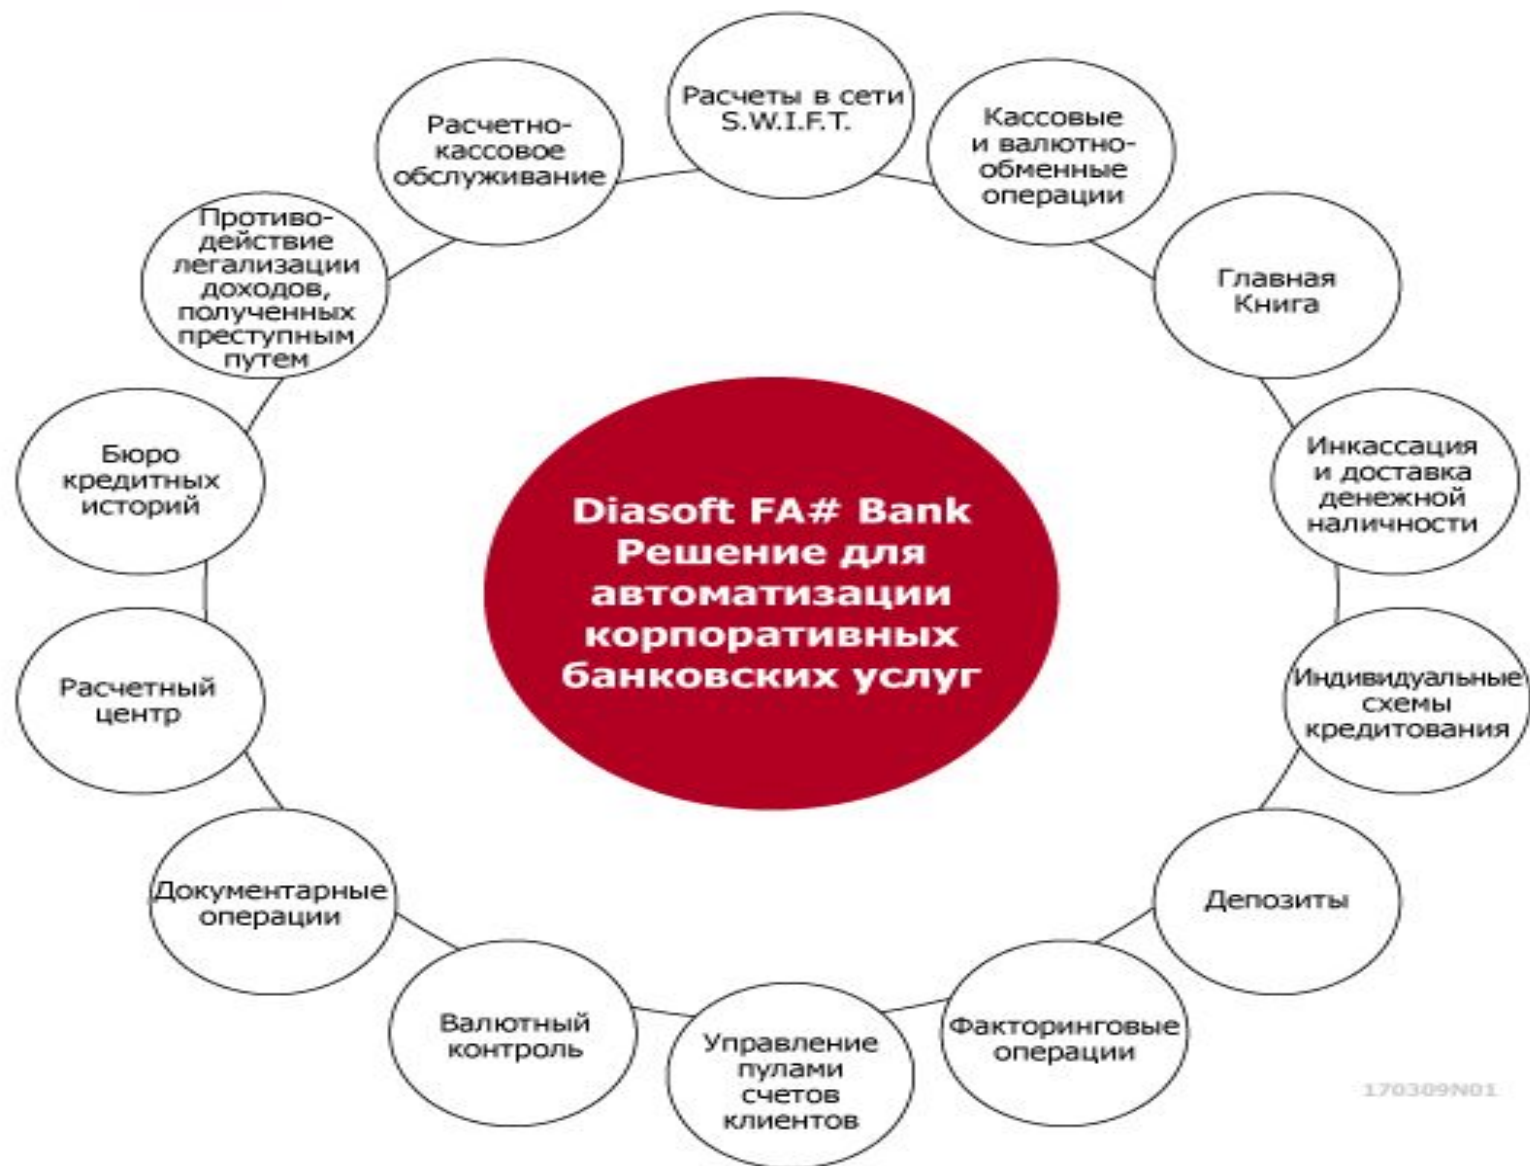 Расчеты в сети
S.W.I.F.T.
Кассовые
и валютно-
обменные
операции
Главная
Книга
Инкассация
и доставка
денежной
наличности
Индивидуальные
схемы
кредитования
Депозиты
Факторинговые
операции
Управление
пулами
счетов
клиентов
Валютный
контроль
Документарные
операции
Расчетный
центр
Бюро
кредитных
историй
Противо-
действие
легализации
доходов,
полученных
преступным
путем
Расчетно-
кассовое
обслуживание
Diasoft FA# Bank
Решение для
автоматизации
корпоративных
банковских услуг
170309N01